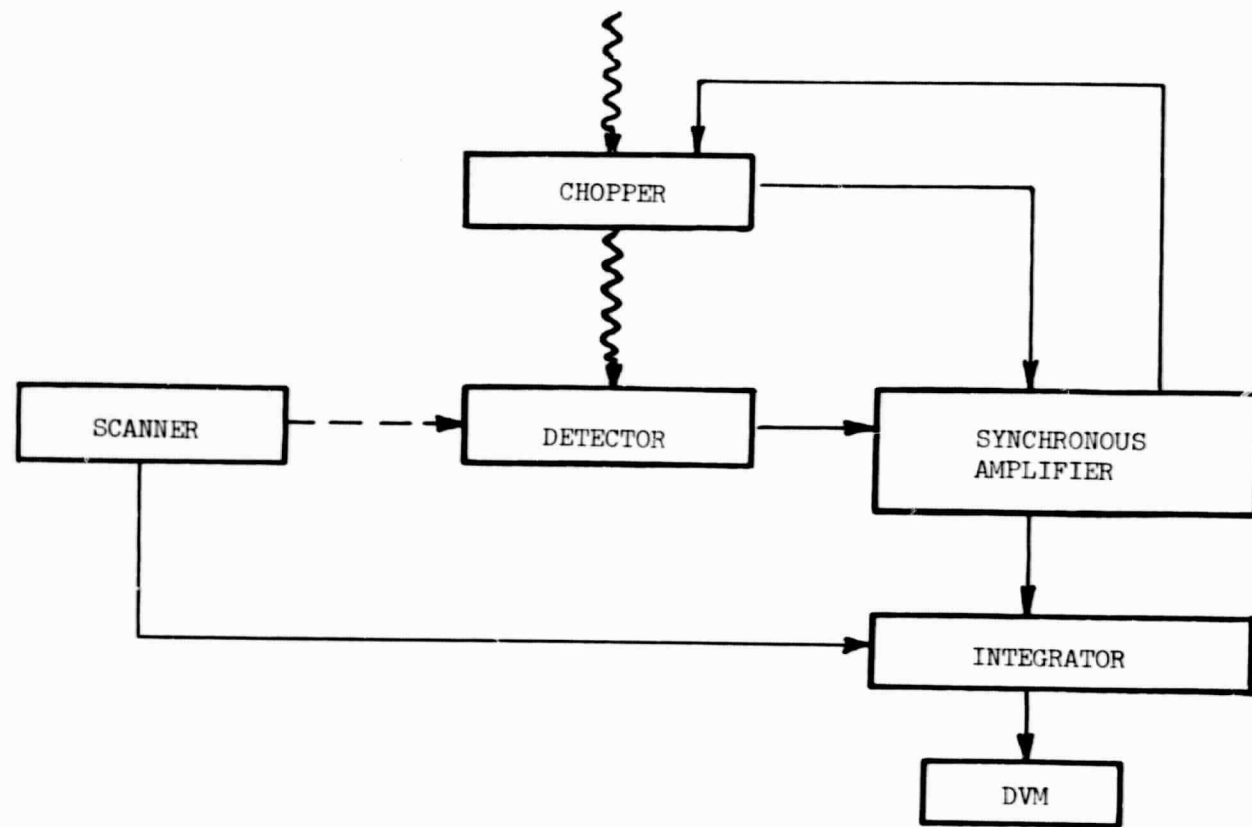 CHOPPER
SCANNER
DETECTOR
SYNCHRONOUS
AMPLIFIER
INTEGRATOR
DVM